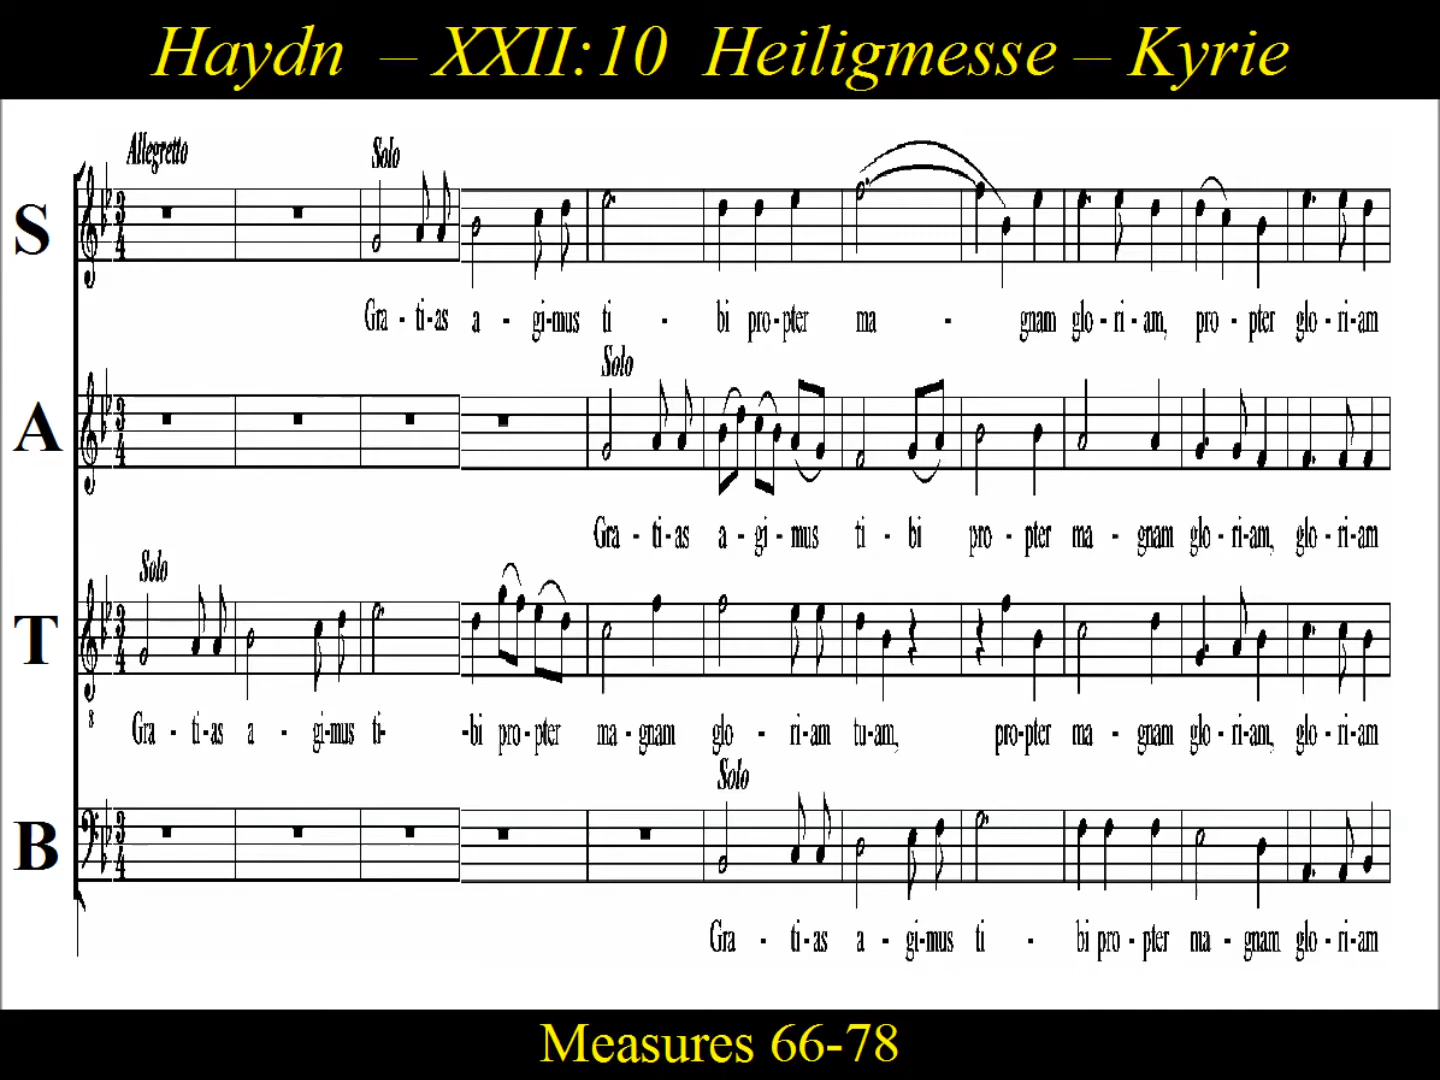 Haydn – XXII:10 Heiligmesse – Kyrie
Allegretto
Solo
S
Gra - ti-as a - gi-mus ti - bi pro-pter ma - gnam glo-ri-am, pro-pter glo-ri-am
Solo
A
Gra - ti-as a-gi-mus ti - bi pro - pter ma - gnam glo-ri-am, glo-ri-am
Solo
T
8
Gra - ti-as a - gi-mus ti- -bi pro-pter ma-gnam glo - ri-am tu-am, pro-pter ma - gnam glo-ri-am, glo-ri-am
Solo
B
Gra - ti-as a - gi-mus ti - bi pro-pter ma-gnam glo-ri-am
Measures 66-78